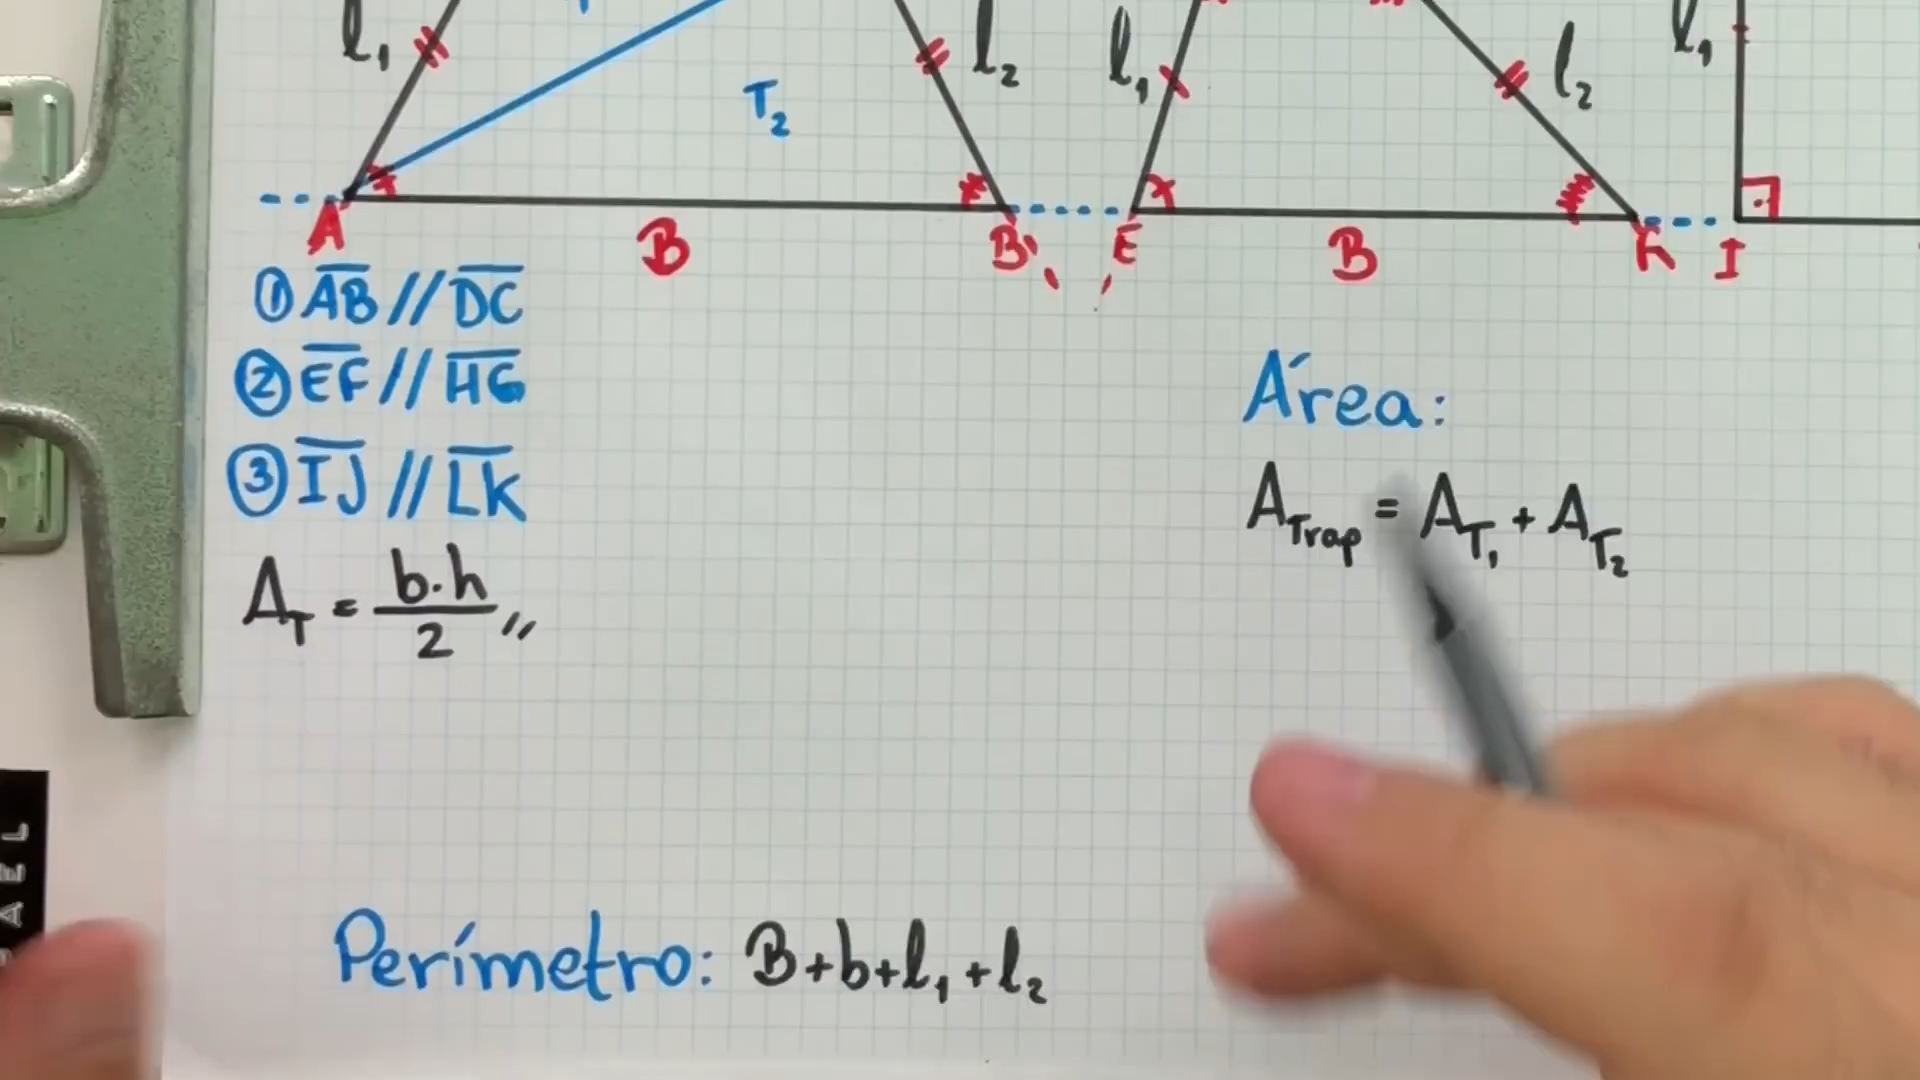 l₁ l₂ l₁ l₂ l₁
T₂
A B B E B F I
① AB // DC
② EF // HG
③ IJ // LK
Área:
A_Trap = A_T₁ + A_T₂
A_T = b.h/2 //
Perímetro: B+b+l₁+l₂